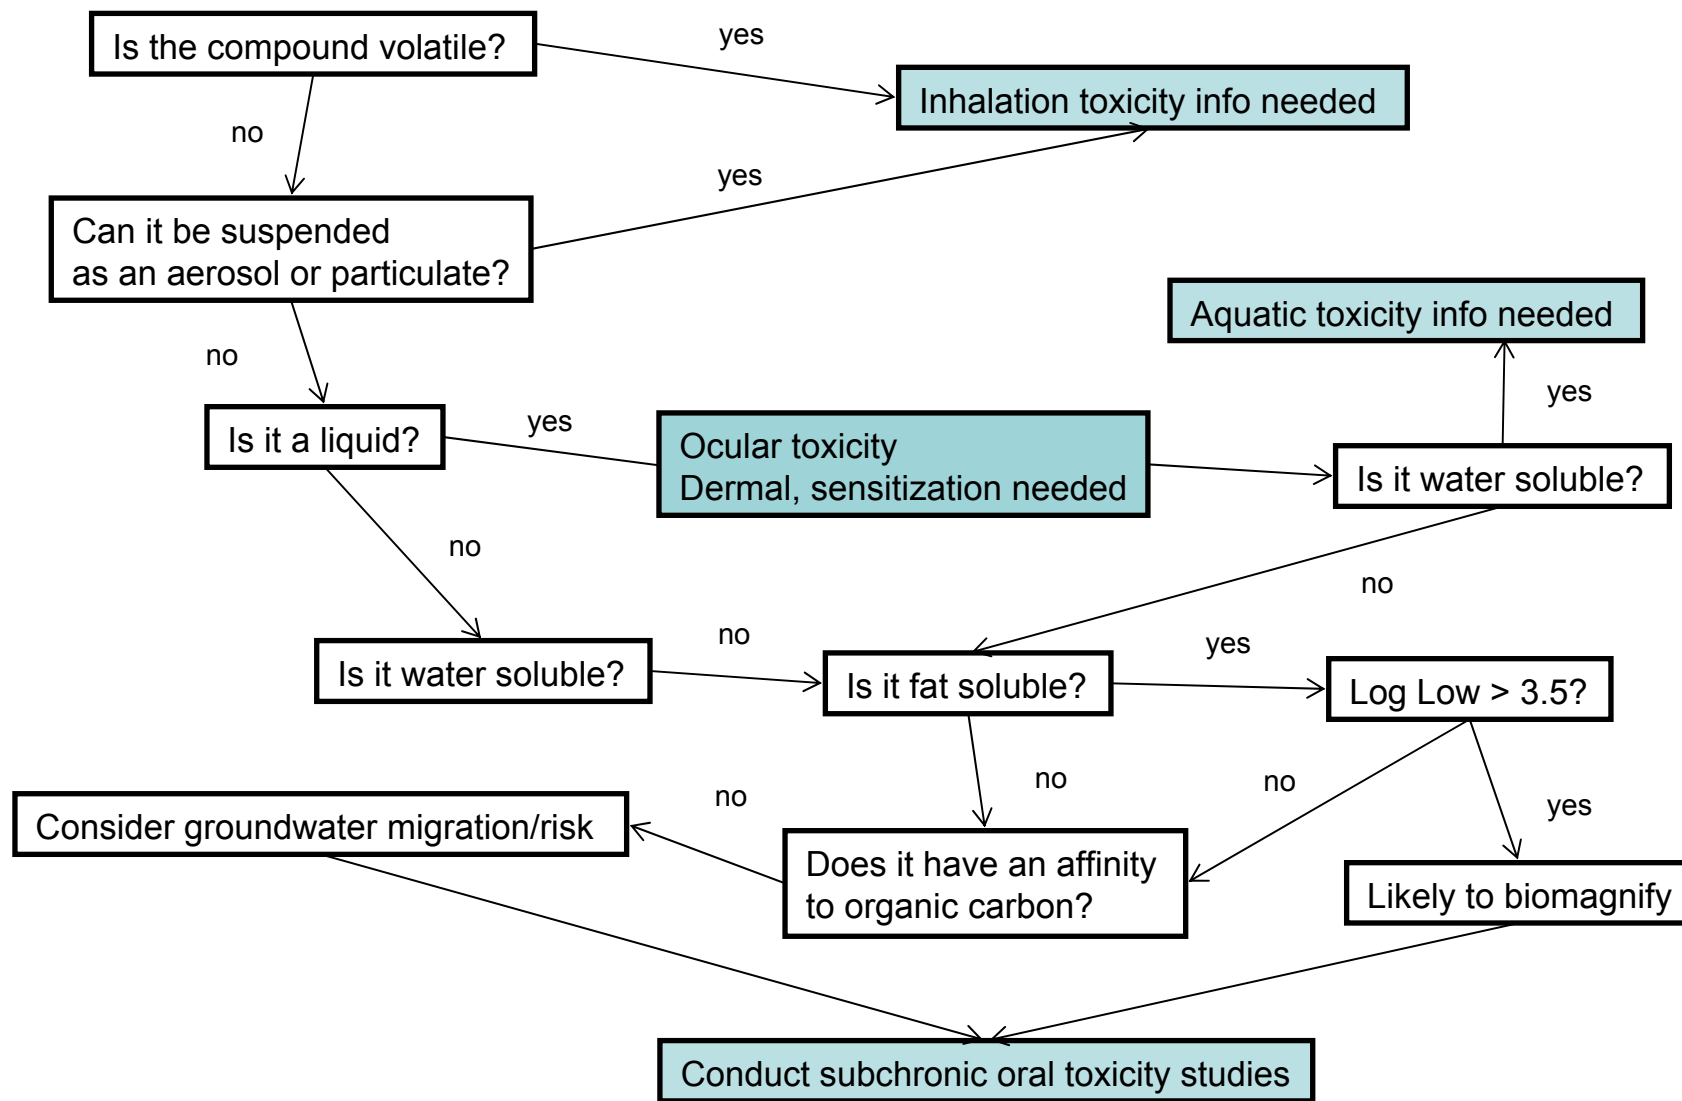 Is the compound volatile?
yes
Inhalation toxicity info needed
no
yes
Can it be suspended
as an aerosol or particulate?
Aquatic toxicity info needed
no
yes
Is it a liquid?
yes
Ocular toxicity
Dermal, sensitization needed
Is it water soluble?
no
no
Is it water soluble?
no
Is it fat soluble?
yes
Log Low > 3.5?
no
no
no
yes
Consider groundwater migration/risk
Does it have an affinity
to organic carbon?
Likely to biomagnify
Conduct subchronic oral toxicity studies